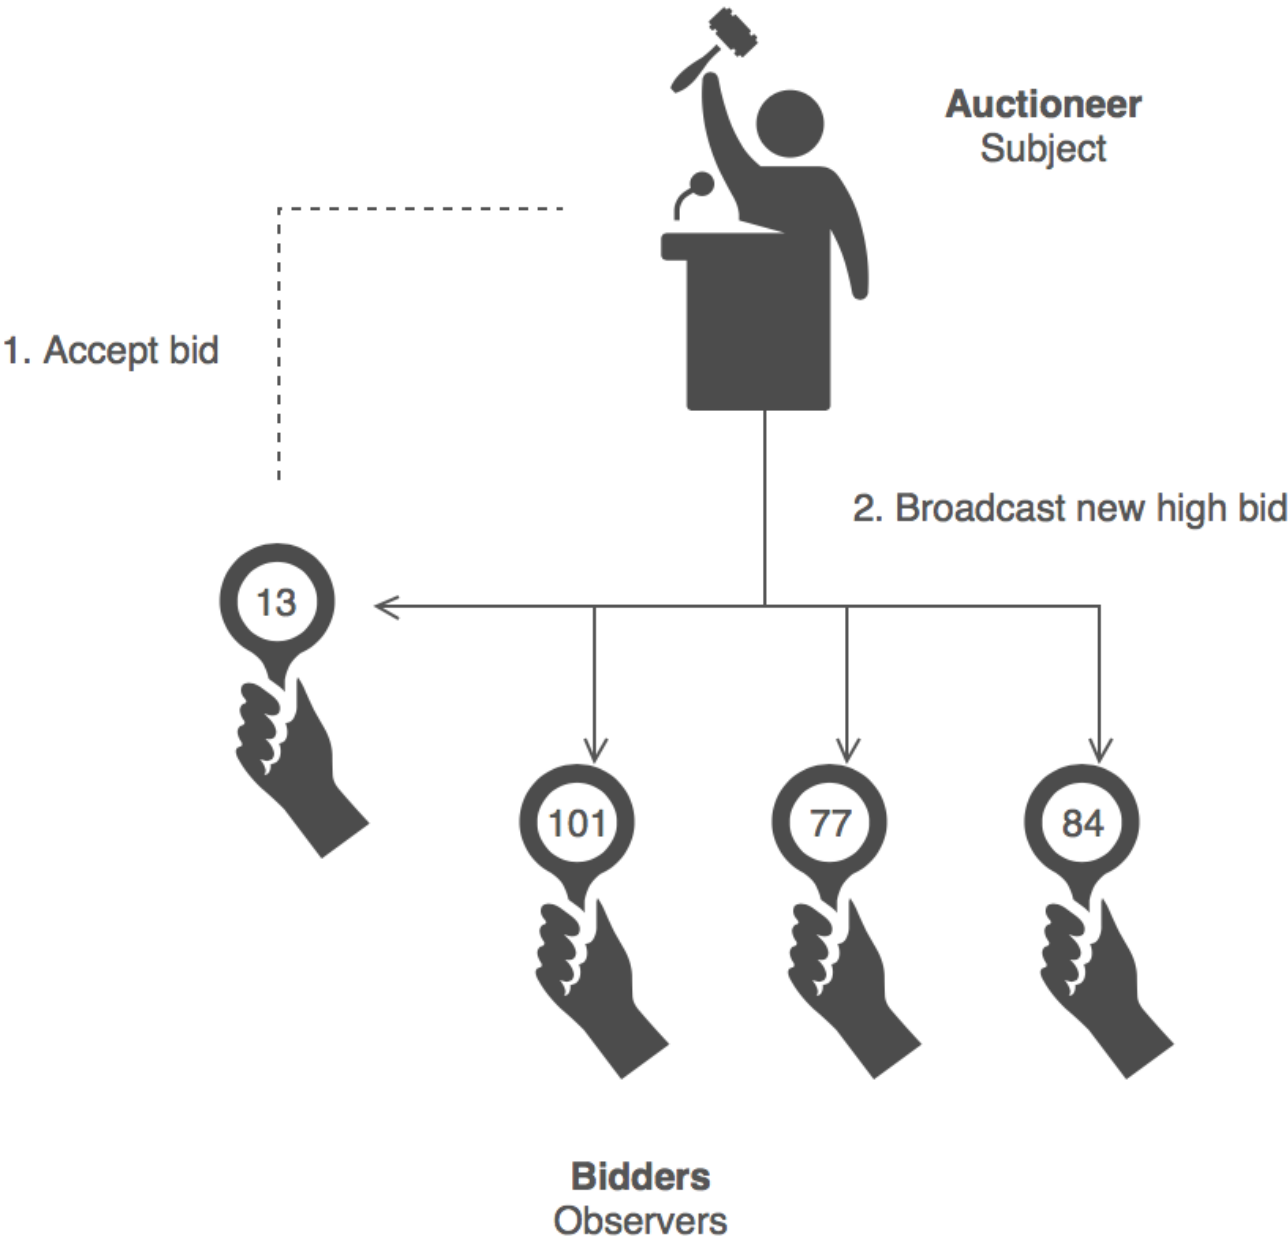 Auctioneer
Subject
1. Accept bid
2. Broadcast new high bid
13
101
77
84
Bidders
Observers